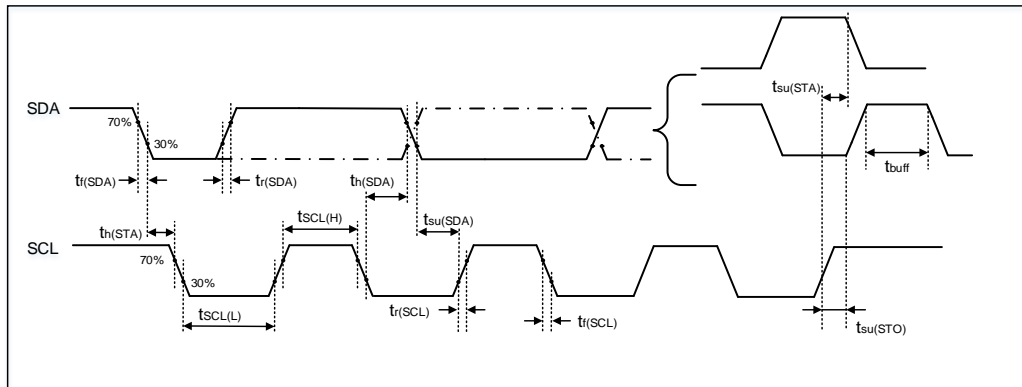 SDA
70%
30%
tsu(STA)
tbuff
tf(SDA)
tr(SDA)
th(SDA)
th(STA)
tSCL(H)
tsu(SDA)
SCL
70%
30%
tSCL(L)
tr(SCL)
tf(SCL)
tsu(STO)